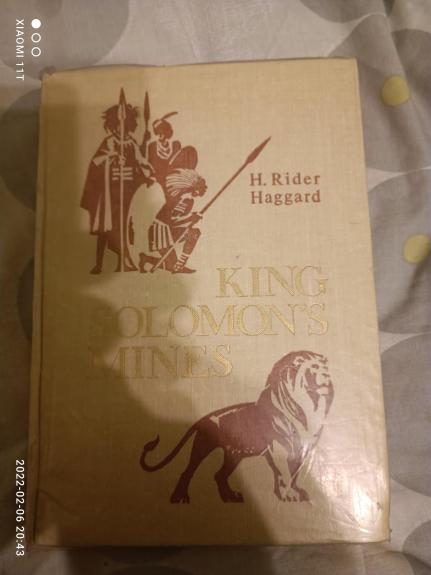 XIAOMI 11T
H. Rider
Haggard
KING
SOLOMON'S
MINES
2022-02-06 20:43